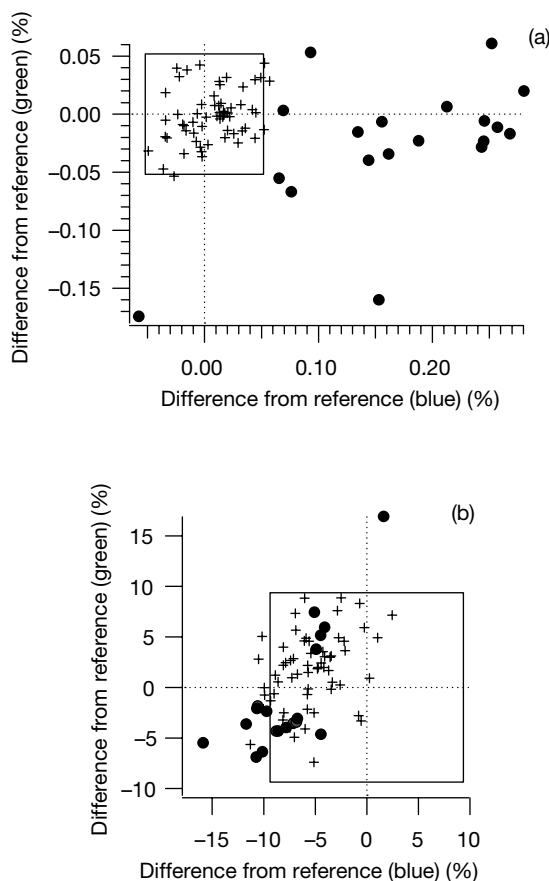 (a)
Difference from reference (green) (%)
0.05
0.00
−0.05
−0.10
−0.15
0.00 0.10 0.20
Difference from reference (blue) (%)
(b)
Difference from reference (green) (%)
15
10
5
0
−5
−10
−15 −10 −5 0 5 10
Difference from reference (blue) (%)